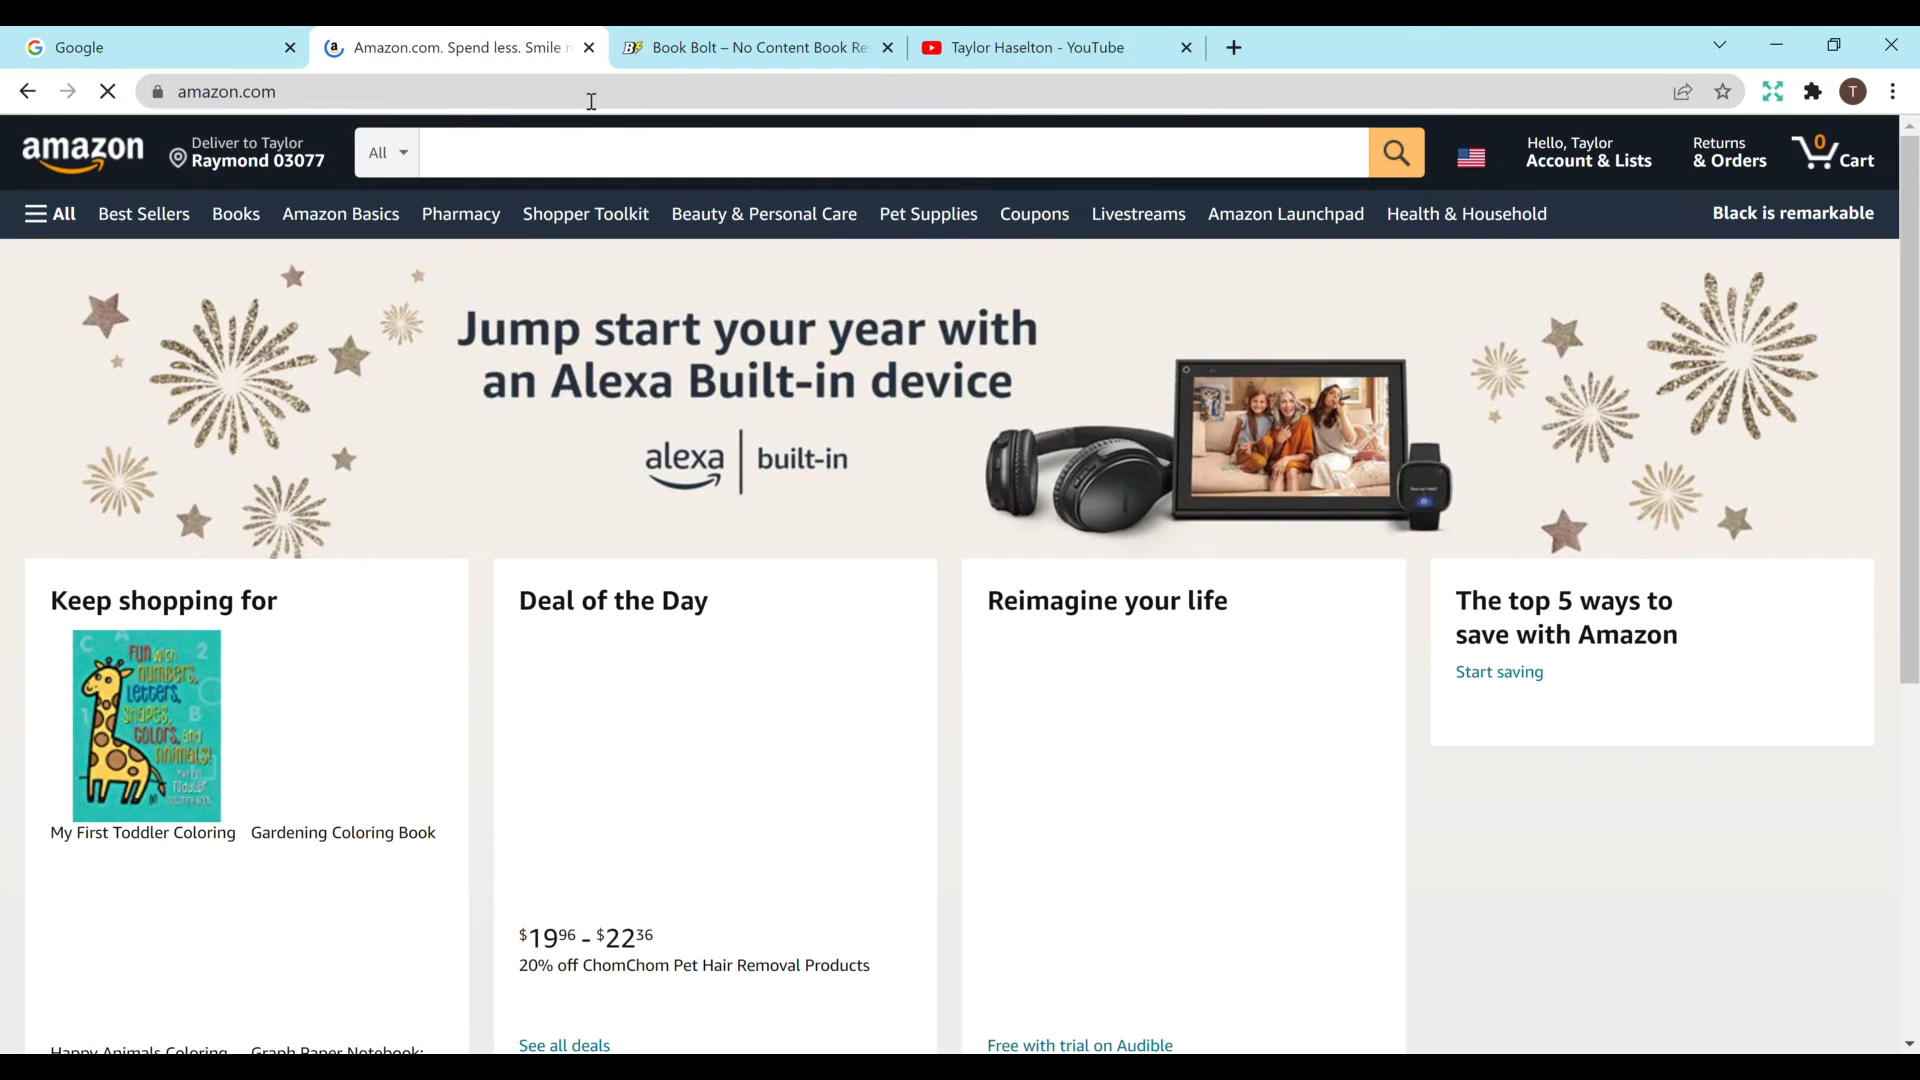 Google
Amazon.com. Spend less. Smile
Book Bolt – No Content Book Re
Taylor Haselton - YouTube
amazon.com
T
amazon
Deliver to Taylor
Raymond 03077
All
Hello, Taylor
Account & Lists
Returns
& Orders
0
Cart
All
Best Sellers
Books
Amazon Basics
Pharmacy
Shopper Toolkit
Beauty & Personal Care
Pet Supplies
Coupons
Livestreams
Amazon Launchpad
Health & Household
Black is remarkable
Jump start your year with
an Alexa Built-in device
alexa | built-in
Keep shopping for
FUN with
numbers,
Letters,
Shapes,
Colors, and
Animals!
My First Toddler Coloring
Gardening Coloring Book
Happy Animals Coloring
Graph Paper Notebook:
Deal of the Day
$19.96 - $22.36
20% off ChomChom Pet Hair Removal Products
See all deals
Reimagine your life
Free with trial on Audible
The top 5 ways to
save with Amazon
Start saving